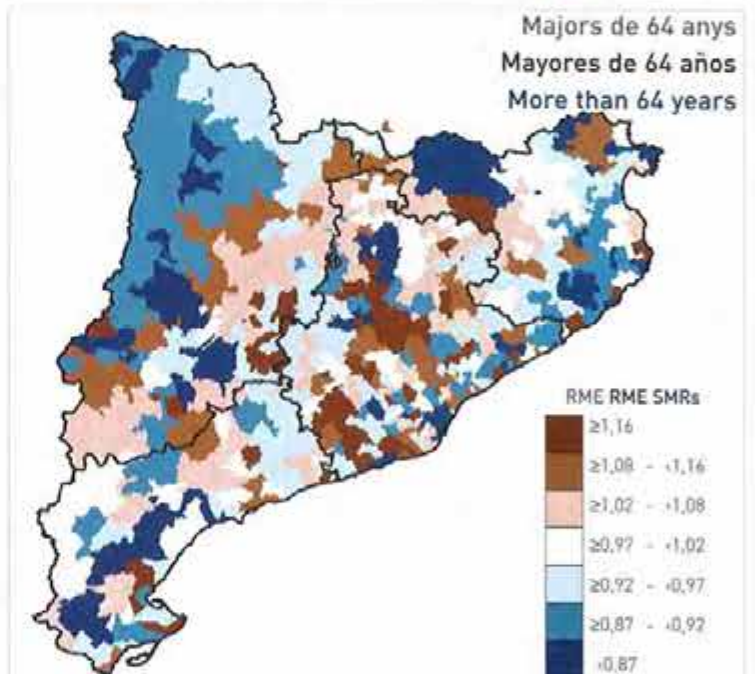 Majors de 64 anys
Mayores de 64 años
More than 64 years
RME RME SMRs
≥1,16
≥1,08 - <1,16
≥1,02 - <1,08
≥0,97 - <1,02
≥0,92 - <0,97
≥0,87 - <0,92
<0,87